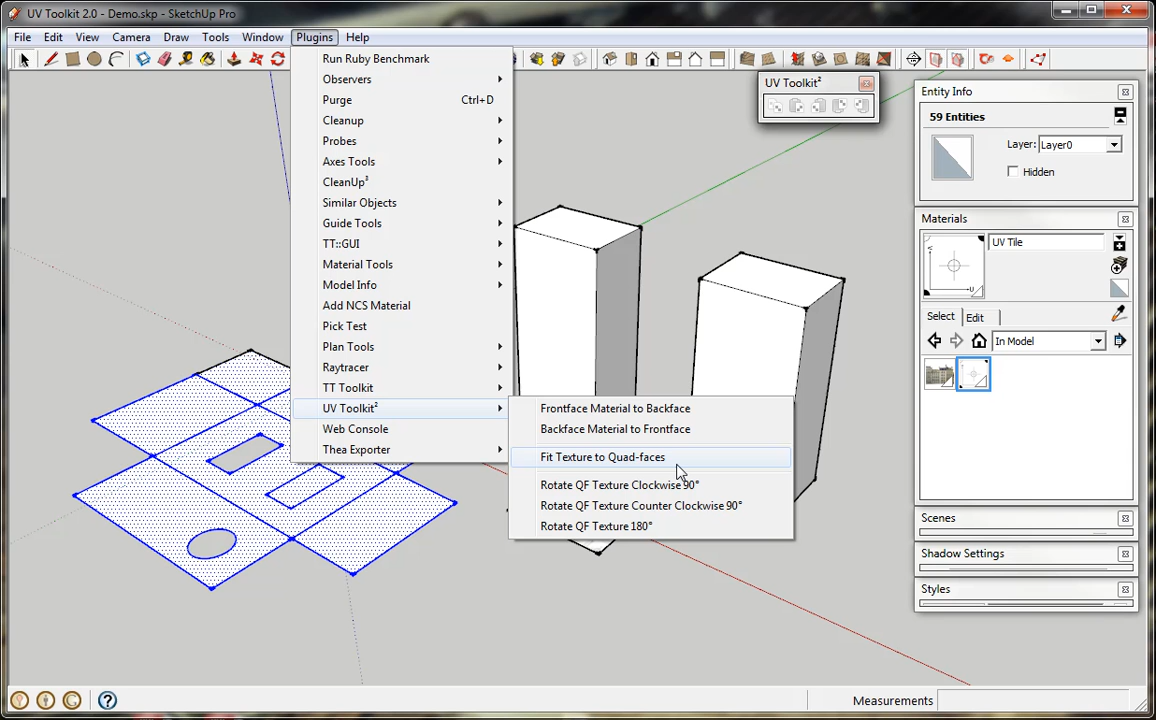 UV Toolkit 2.0 - Demo.skp - SketchUp Pro
File Edit View Camera Draw Tools Window Plugins Help
Run Ruby Benchmark
Observers
Purge Ctrl+D
Cleanup
Probes
Axes Tools
CleanUp³
Similar Objects
Guide Tools
TT::GUI
Material Tools
Model Info
Add NCS Material
Pick Test
Plan Tools
Raytracer
TT Toolkit
UV Toolkit²
Web Console
Thea Exporter
Frontface Material to Backface
Backface Material to Frontface
Fit Texture to Quad-faces
Rotate QF Texture Clockwise 90°
Rotate QF Texture Counter Clockwise 90°
Rotate QF Texture 180°
UV Toolkit²
Entity Info
59 Entities
Layer: Layer0
Hidden
Materials
UV Tile
U
Select Edit
In Model
Scenes
Shadow Settings
Styles
Measurements